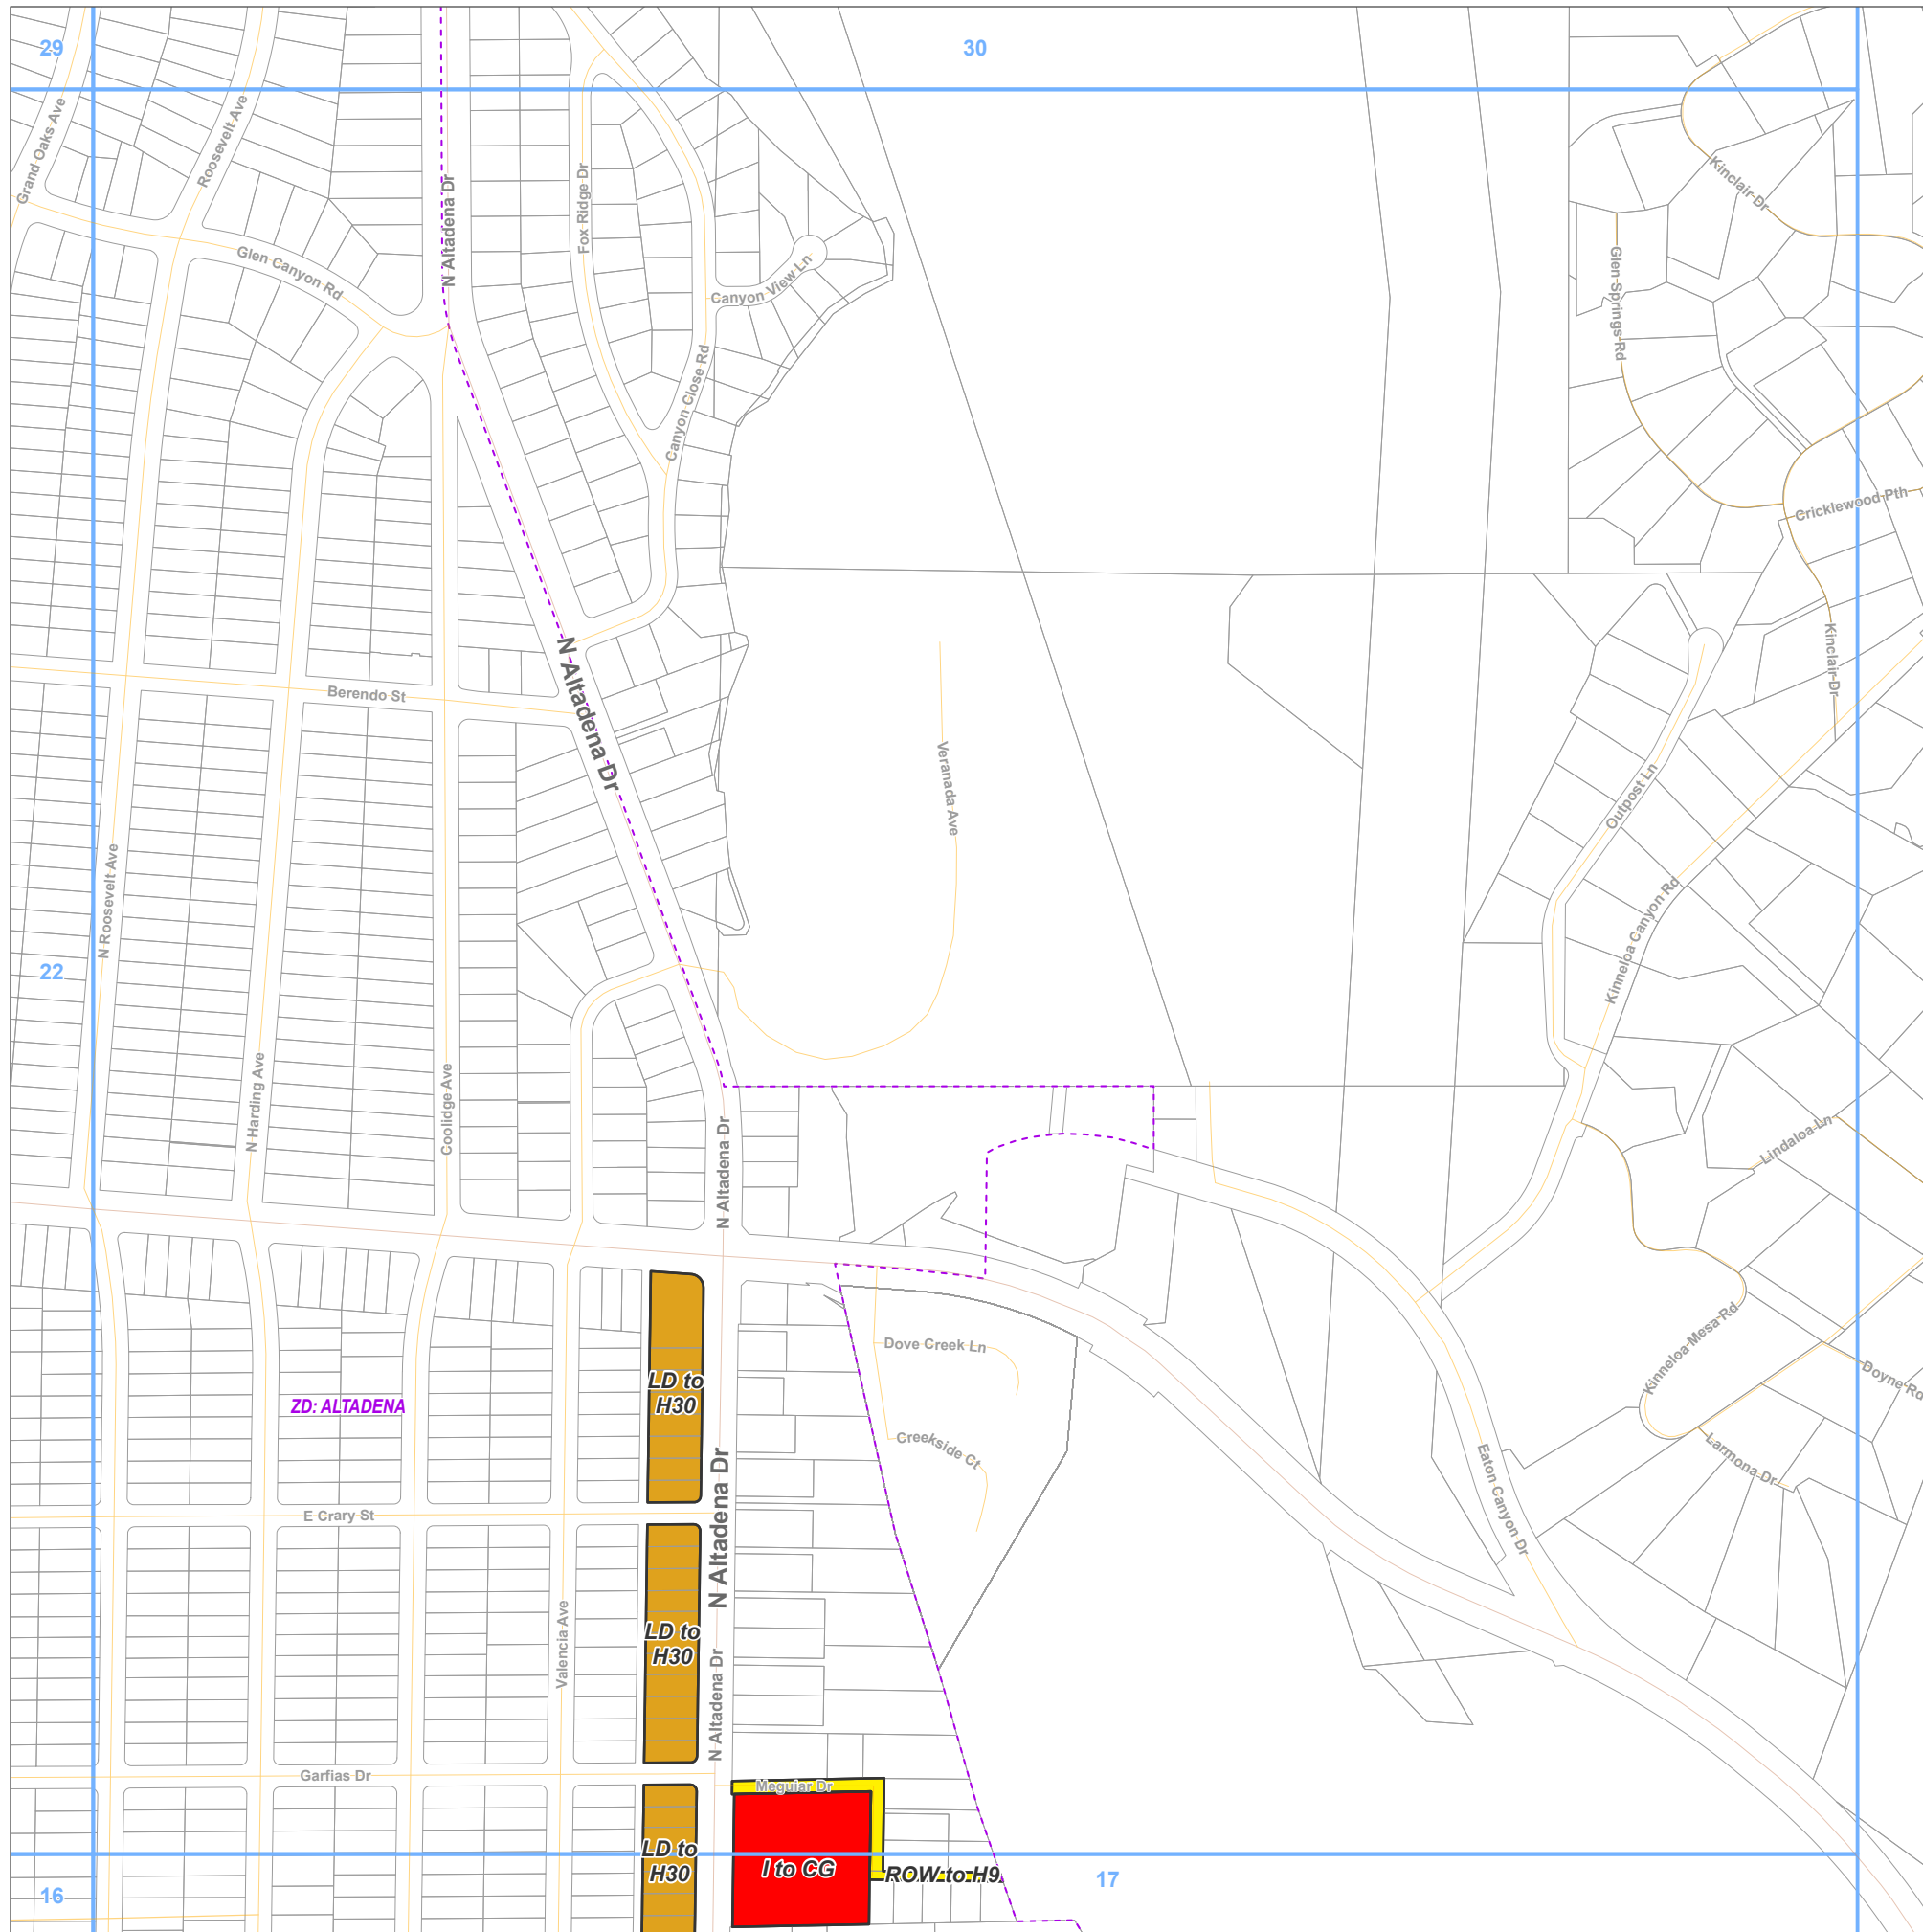 29
30
Grand Oaks Ave
Roosevelt Ave
N Altadena Dr
Fox Ridge Dr
Kinclair Dr
Glen Canyon Rd
Canyon View Ln
Glen Springs Rd
Canyon Close Rd
Cricklewood Pth
N Altadena Dr
Kinclair Dr
Berendo St
Veranada Ave
Outpost Ln
N Roosevelt Ave
Kinneloa Canyon Rd
22
N Harding Ave
Coolidge Ave
N Altadena Dr
Lindaloa Ln
Dove Creek Ln
Kinneloa Mesa Rd
Doyne Rd
LD to
H30
ZD: ALTADENA
Creekside Ct
Larmona Dr
N Altadena Dr
Eaton Canyon Dr
E Crary St
Valencia Ave
LD to
H30
N Altadena Dr
Garfias Dr
Meguiar Dr
LD to
H30
I to CG
ROW to H9
16
17